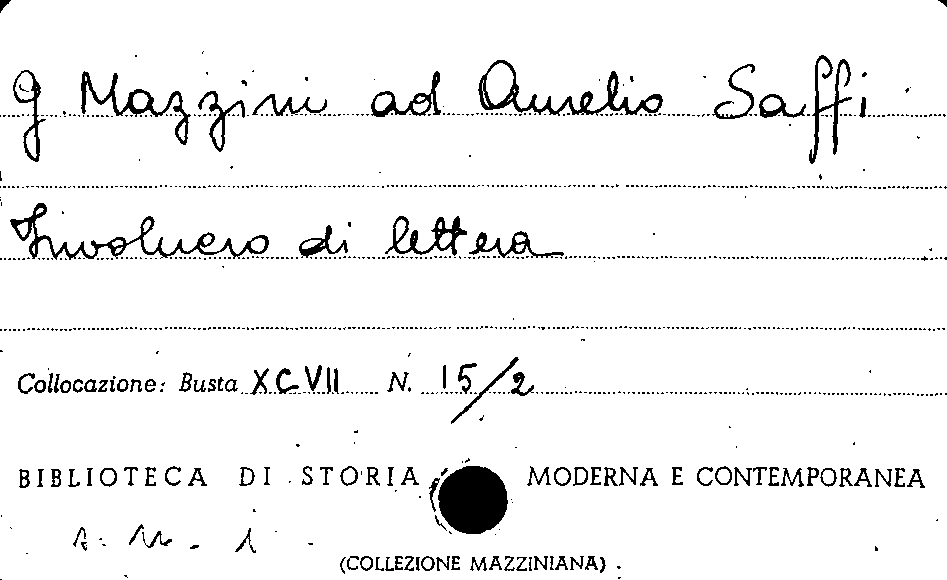 G. Mazzini ad Aurelio Saffi
Involucro di lettera
Collocazione: Busta XCVII N. 15/2
BIBLIOTECA DI STORIA MODERNA E CONTEMPORANEA
(COLLEZIONE MAZZINIANA)